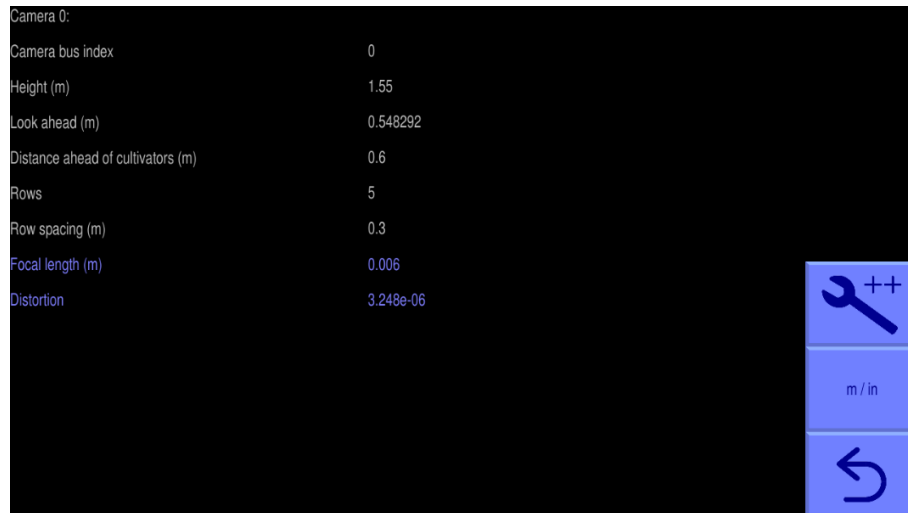 Camera 0:
Camera bus index 0
Height (m) 1.55
Look ahead (m) 0.548292
Distance ahead of cultivators (m) 0.6
Rows 5
Row spacing (m) 0.3
Focal length (m) 0.006
Distortion 3.248e-06
++
m / in